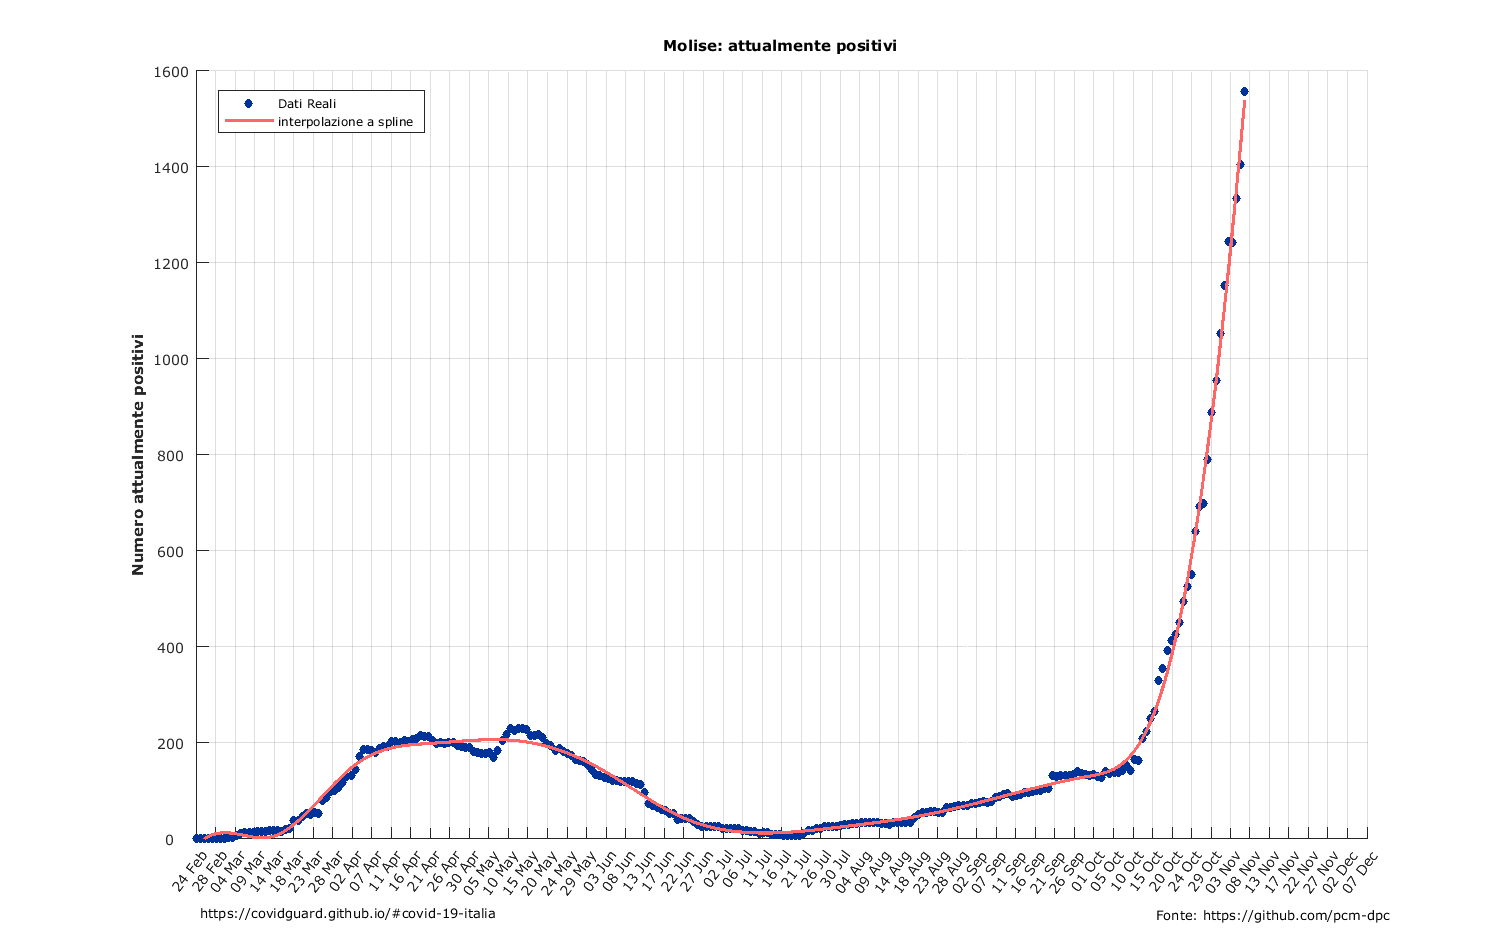 Molise: attualmente positivi
Dati Reali
interpolazione a spline
Numero attualmente positivi
1600
1400
1200
1000
800
600
400
200
0
24 Feb
28 Feb
04 Mar
09 Mar
14 Mar
18 Mar
23 Mar
28 Mar
02 Apr
07 Apr
11 Apr
16 Apr
21 Apr
26 Apr
30 Apr
05 May
10 May
15 May
20 May
24 May
29 May
03 Jun
08 Jun
13 Jun
17 Jun
22 Jun
27 Jun
02 Jul
06 Jul
11 Jul
16 Jul
21 Jul
26 Jul
30 Jul
04 Aug
09 Aug
14 Aug
18 Aug
23 Aug
28 Aug
02 Sep
07 Sep
11 Sep
16 Sep
21 Sep
26 Sep
01 Oct
05 Oct
10 Oct
15 Oct
20 Oct
24 Oct
29 Oct
03 Nov
08 Nov
13 Nov
17 Nov
22 Nov
27 Nov
02 Dec
07 Dec
https://covidguard.github.io/#covid-19-italia
Fonte: https://github.com/pcm-dpc